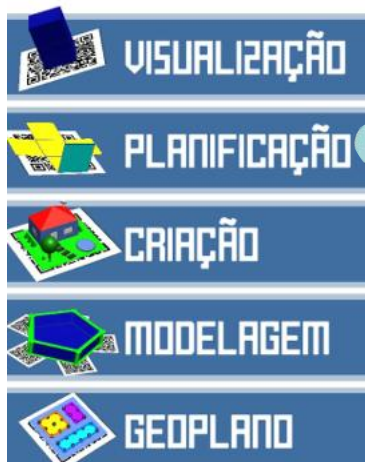 VISUALIZAÇÃO
PLANIFICAÇÃO
CRIAÇÃO
MODELAGEM
GEOPLANO